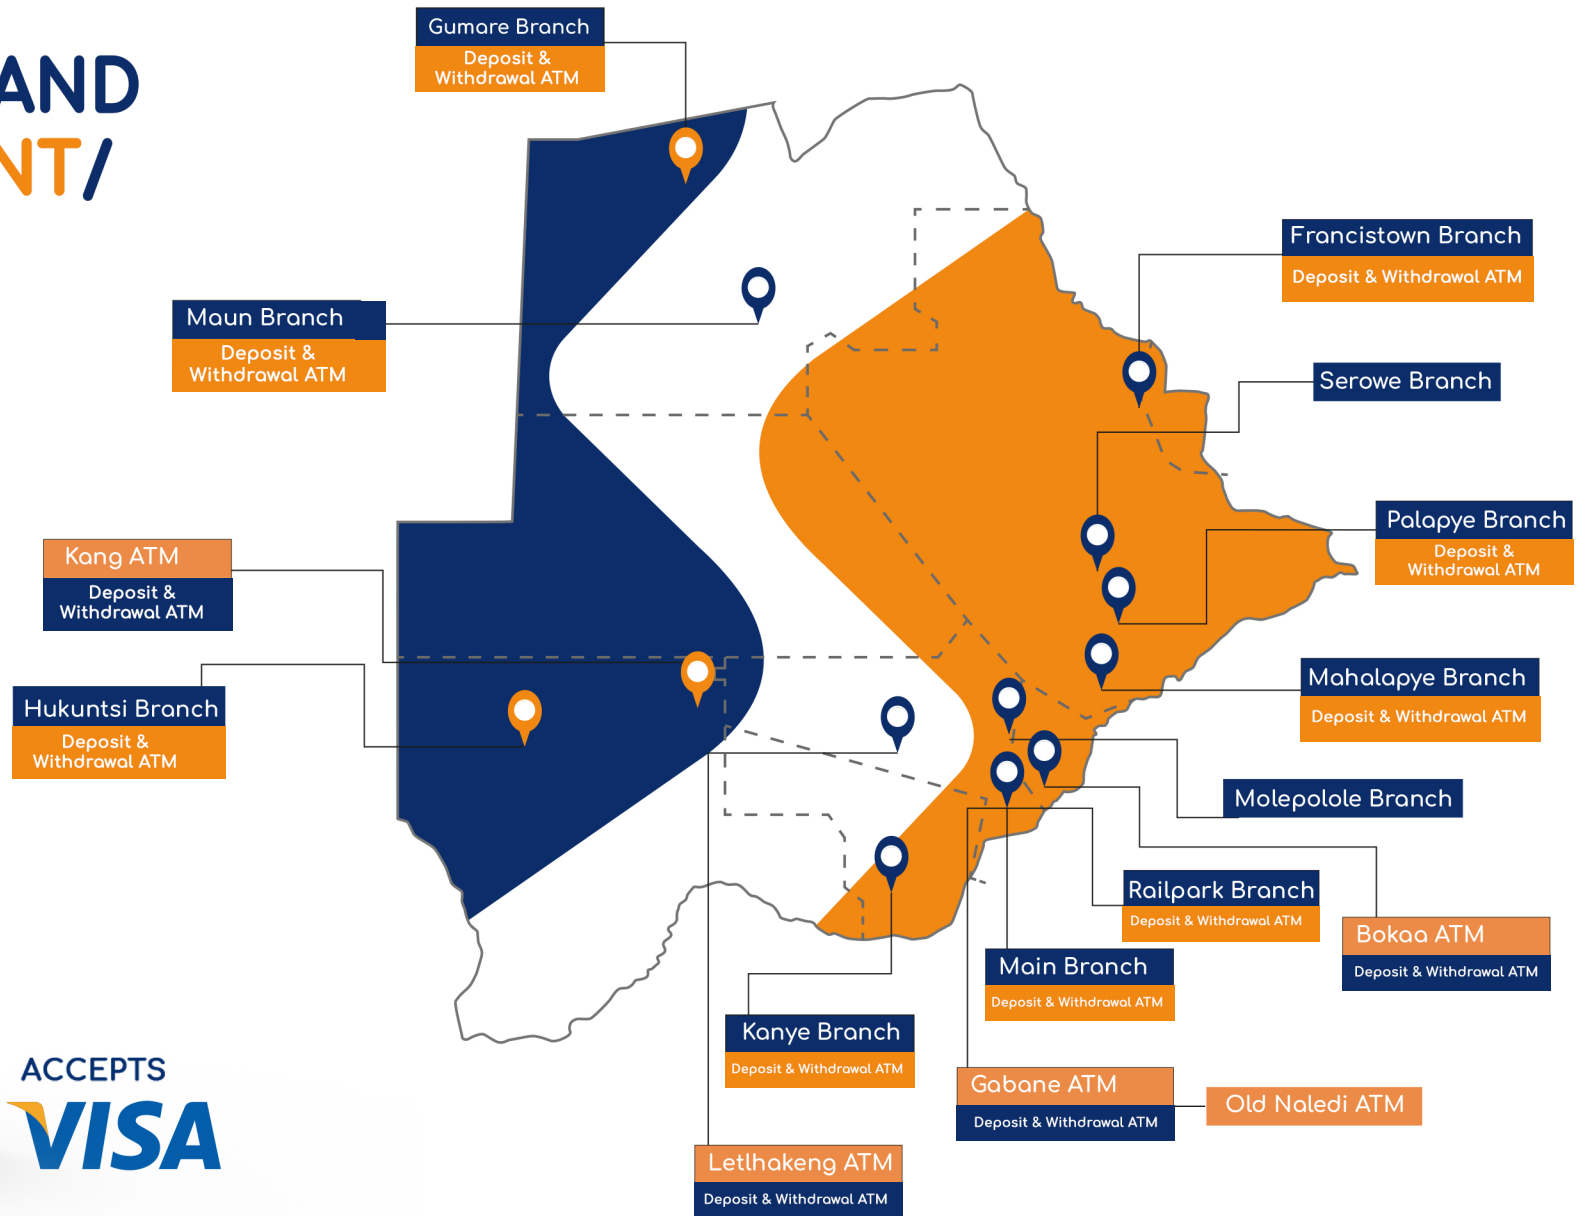 AND
NT/
Gumare Branch
Deposit &
Withdrawal ATM
Francistown Branch
Deposit & Withdrawal ATM
Maun Branch
Deposit &
Withdrawal ATM
Serowe Branch
Palapye Branch
Deposit &
Withdrawal ATM
Kang ATM
Deposit &
Withdrawal ATM
Mahalapye Branch
Deposit & Withdrawal ATM
Hukuntsi Branch
Deposit &
Withdrawal ATM
Molepolole Branch
Railpark Branch
Deposit & Withdrawal ATM
Bokaa ATM
Deposit & Withdrawal ATM
Main Branch
Deposit & Withdrawal ATM
Kanye Branch
Deposit & Withdrawal ATM
Gabane ATM
Deposit & Withdrawal ATM
Old Naledi ATM
Letlhakeng ATM
Deposit & Withdrawal ATM
ACCEPTS
VISA